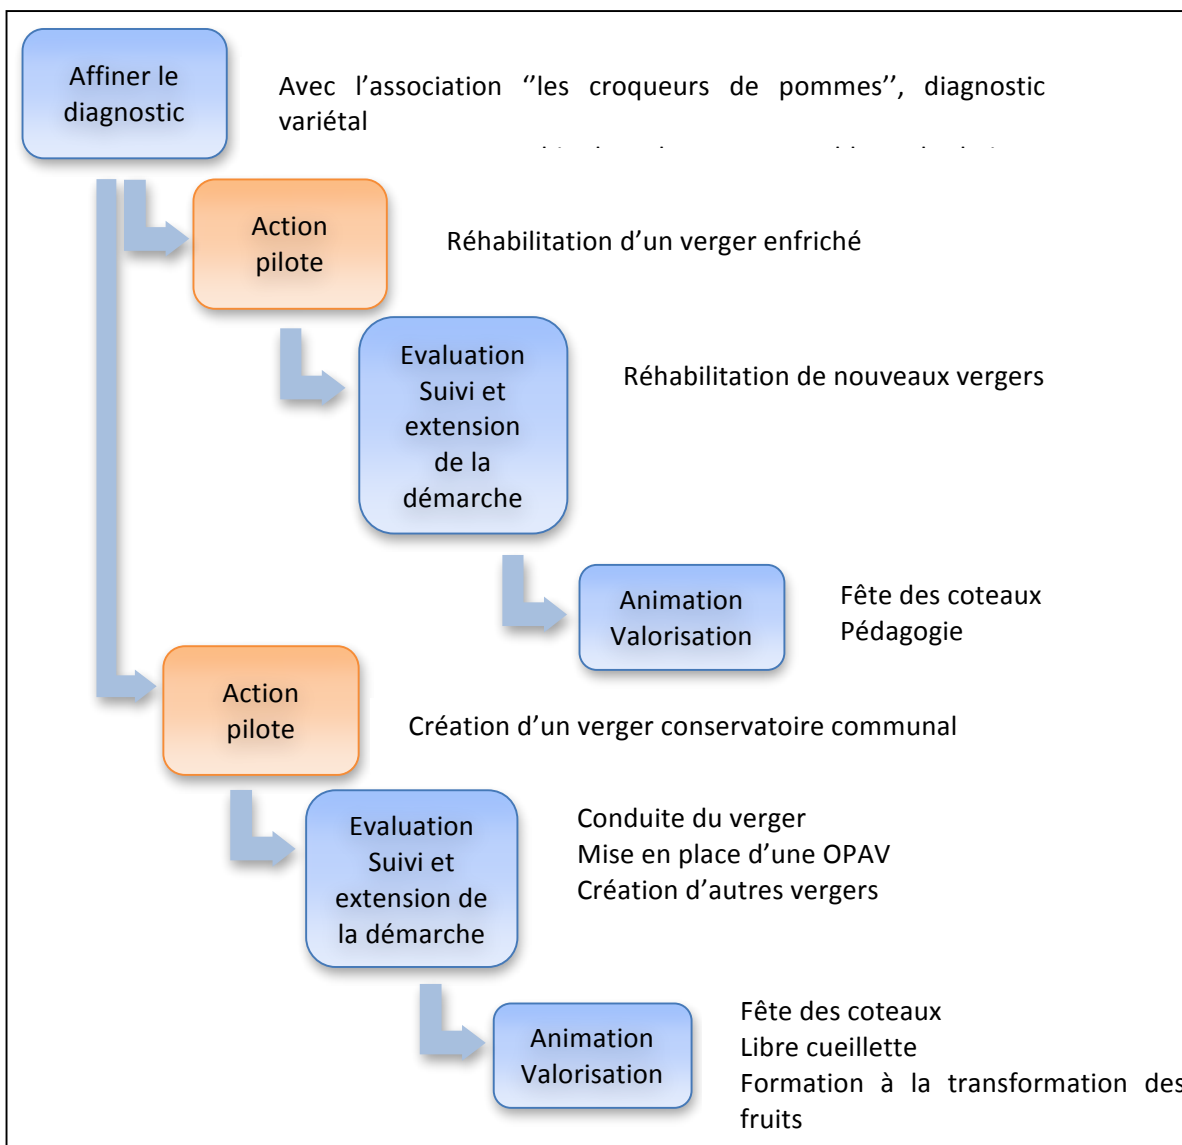 Affiner le
diagnostic
Avec l’association ‘’les croqueurs de pommes’’, diagnostic
variétal
Action
pilote
Réhabilitation d’un verger enfriché
Evaluation
Suivi et
extension
de la
démarche
Réhabilitation de nouveaux vergers
Animation
Valorisation
Fête des coteaux
Pédagogie
Action
pilote
Création d’un verger conservatoire communal
Evaluation
Suivi et
extension de
la démarche
Conduite du verger
Mise en place d’une OPAV
Création d’autres vergers
Animation
Valorisation
Fête des coteaux
Libre cueillette
Formation à la transformation des
fruits